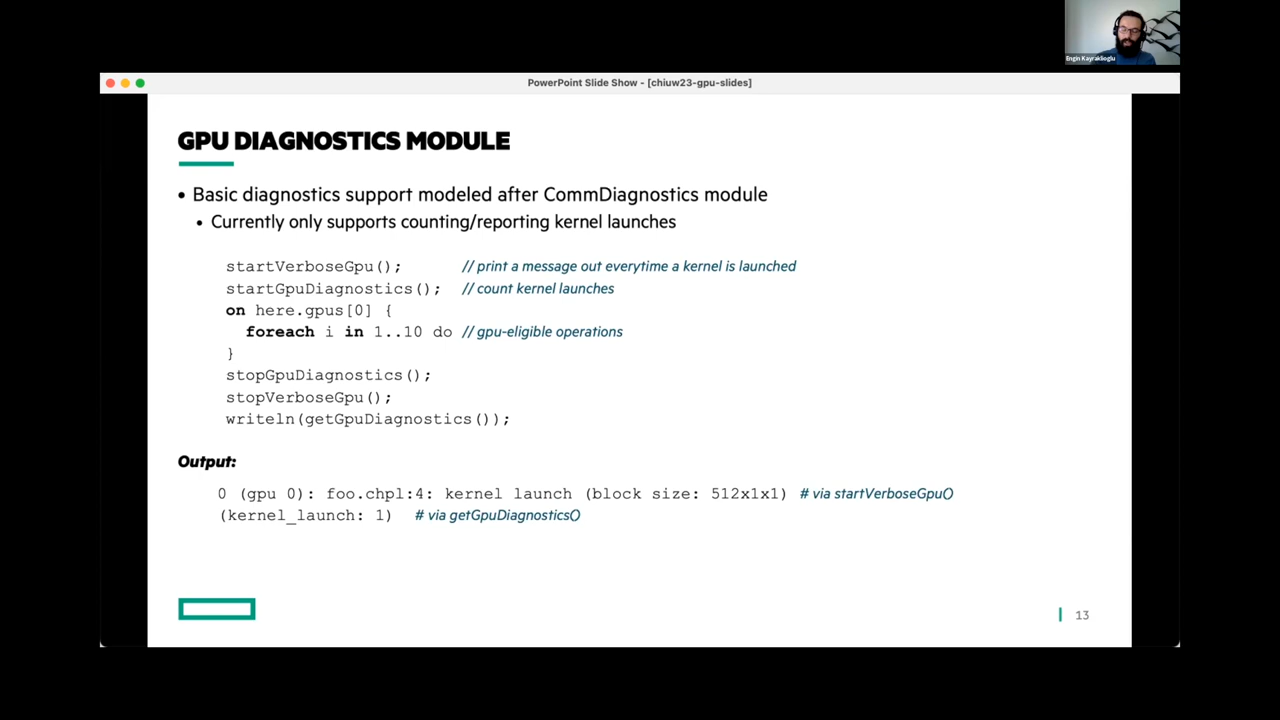 Engin Kayraklioglu
PowerPoint Slide Show - [chiuw23-gpu-slides]
GPU DIAGNOSTICS MODULE
• Basic diagnostics support modeled after CommDiagnostics module
• Currently only supports counting/reporting kernel launches
startVerboseGpu(); // print a message out everytime a kernel is launched
startGpuDiagnostics(); // count kernel launches
on here.gpus[0] {
foreach i in 1..10 do // gpu-eligible operations
}
stopGpuDiagnostics();
stopVerboseGpu();
writeln(getGpuDiagnostics());
Output:
0 (gpu 0): foo.chpl:4: kernel launch (block size: 512x1x1) # via startVerboseGpu()
(kernel_launch: 1) # via getGpuDiagnostics()
13